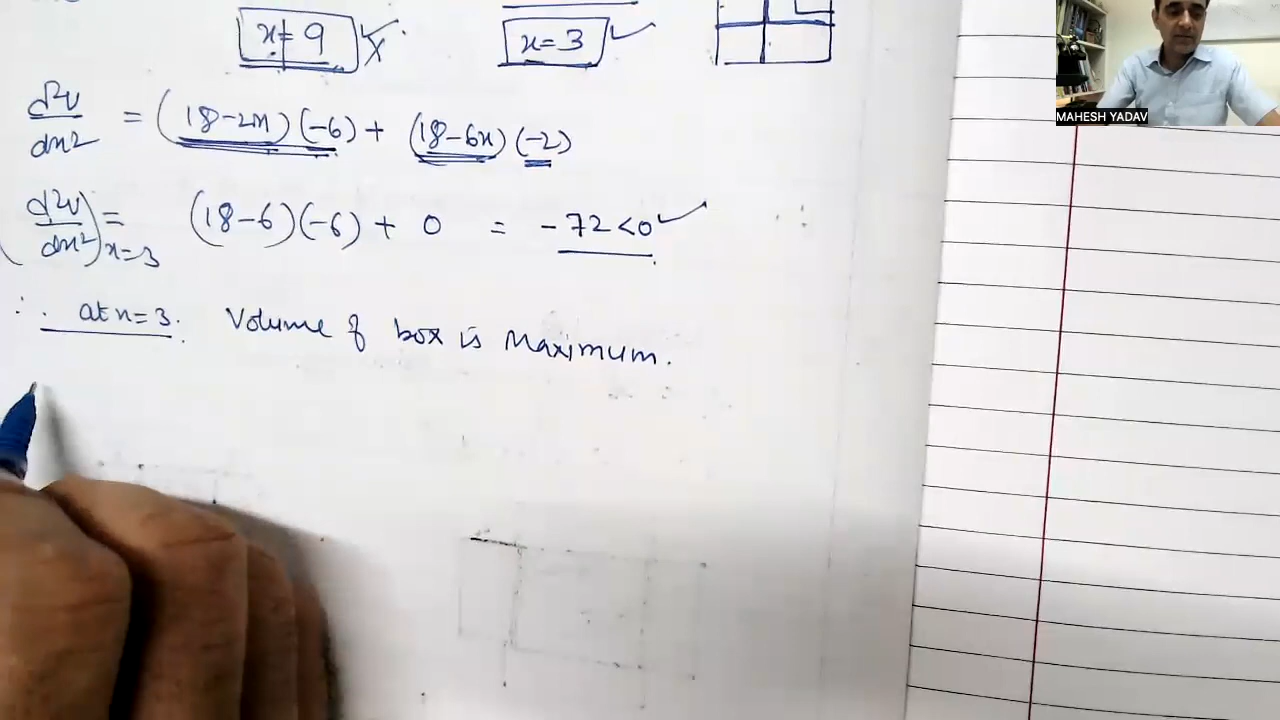 x = 9 x = 3
MAHESH YADAV
d²v/dx² = (18-2x)(-6) + (18-6x)(-2)
(d²v/dx²)x=3 = (18-6)(-6) + 0 = -72<0
∴ at x=3. Volume of box is Maximum.